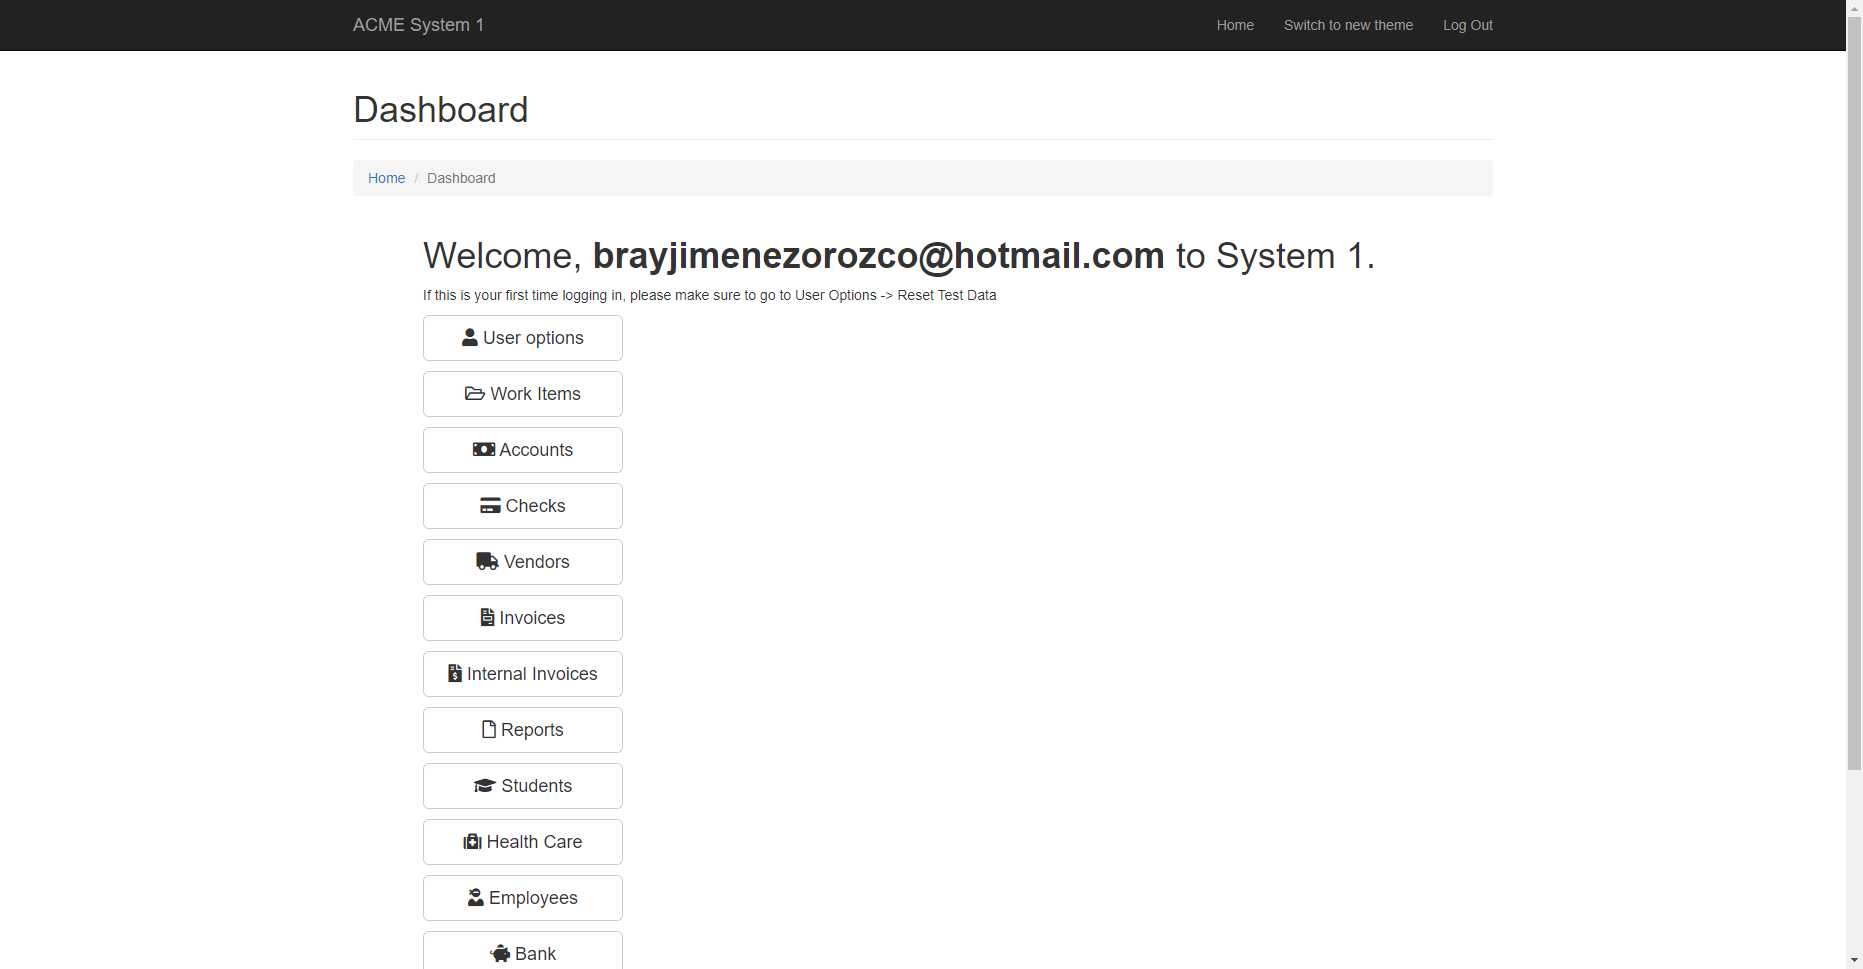 ACME System 1 Home Switch to new theme Log Out
Dashboard
Home / Dashboard
Welcome, brayjimenezorozco@hotmail.com to System 1.
If this is your first time logging in, please make sure to go to User Options -> Reset Test Data
User options
Work Items
Accounts
Checks
Vendors
Invoices
Internal Invoices
Reports
Students
Health Care
Employees
Bank